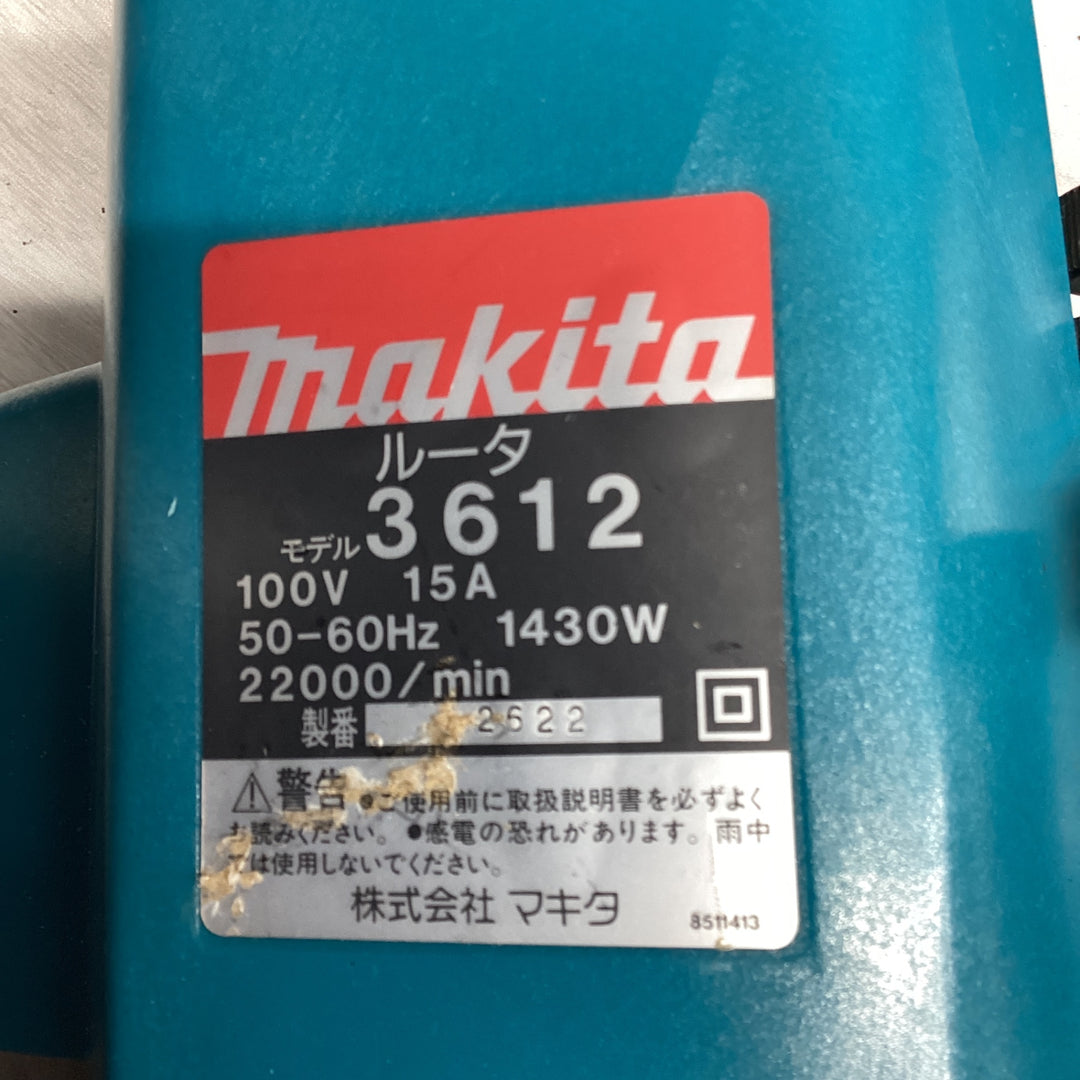 makita
ルータ
モデル 3612
100V 15A
50-60Hz 1430W
22000/min
製番 2622
⚠警告 ●ご使用前に取扱説明書を必ずよく
お読みください。●感電の恐れがあります。雨中
では使用しないでください。
株式会社 マキタ
8511413